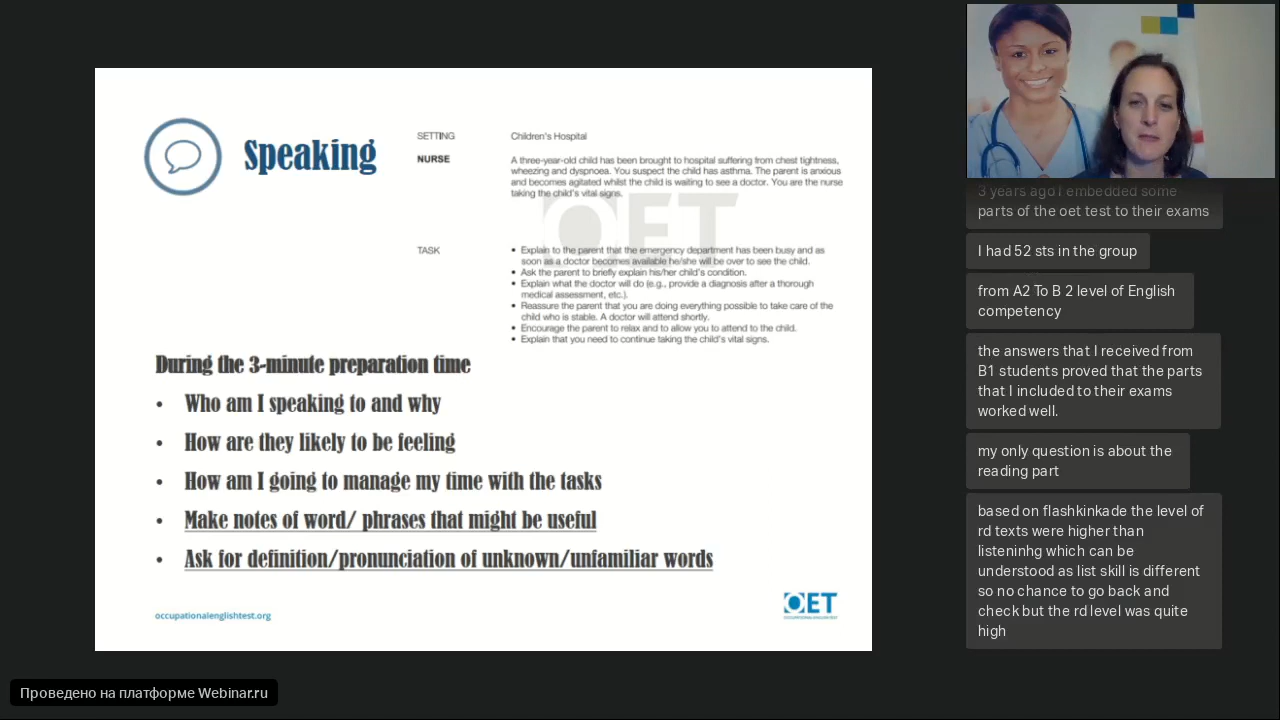 Speaking
SETTING
Children's Hospital
NURSE
A three-year-old child has been brought to hospital suffering from chest tightness,
wheezing and dyspnoea. You suspect the child has asthma. The parent is anxious
and becomes agitated whilst the child is waiting to see a doctor. You are the nurse
taking the child's vital signs.
OET
TASK
• Explain to the parent that the emergency department has been busy and as
soon as a doctor becomes available he/she will be over to see the child.
• Ask the parent to briefly explain his/her child's condition.
• Explain what the doctor will do (e.g., provide a diagnosis after a thorough
medical assessment, etc.).
• Reassure the parent that you are doing everything possible to take care of the
child who is stable. A doctor will attend shortly.
• Encourage the parent to relax and to allow you to attend to the child.
• Explain that you need to continue taking the child's vital signs.
During the 3-minute preparation time
• Who am I speaking to and why
• How are they likely to be feeling
• How am I going to manage my time with the tasks
• Make notes of word/ phrases that might be useful
• Ask for definition/pronunciation of unknown/unfamiliar words
occupationalenglishtest.org
OET
OCCUPATIONAL ENGLISH TEST
3 years ago I embedded some
parts of the oet test to their exams
I had 52 sts in the group
from A2 To B 2 level of English
competency
the answers that I received from
B1 students proved that the parts
that I included to their exams
worked well.
my only question is about the
reading part
based on flashkinkade the level of
rd texts were higher than
listeninhg which can be
understood as list skill is different
so no chance to go back and
check but the rd level was quite
high
Проведено на платформе Webinar.ru